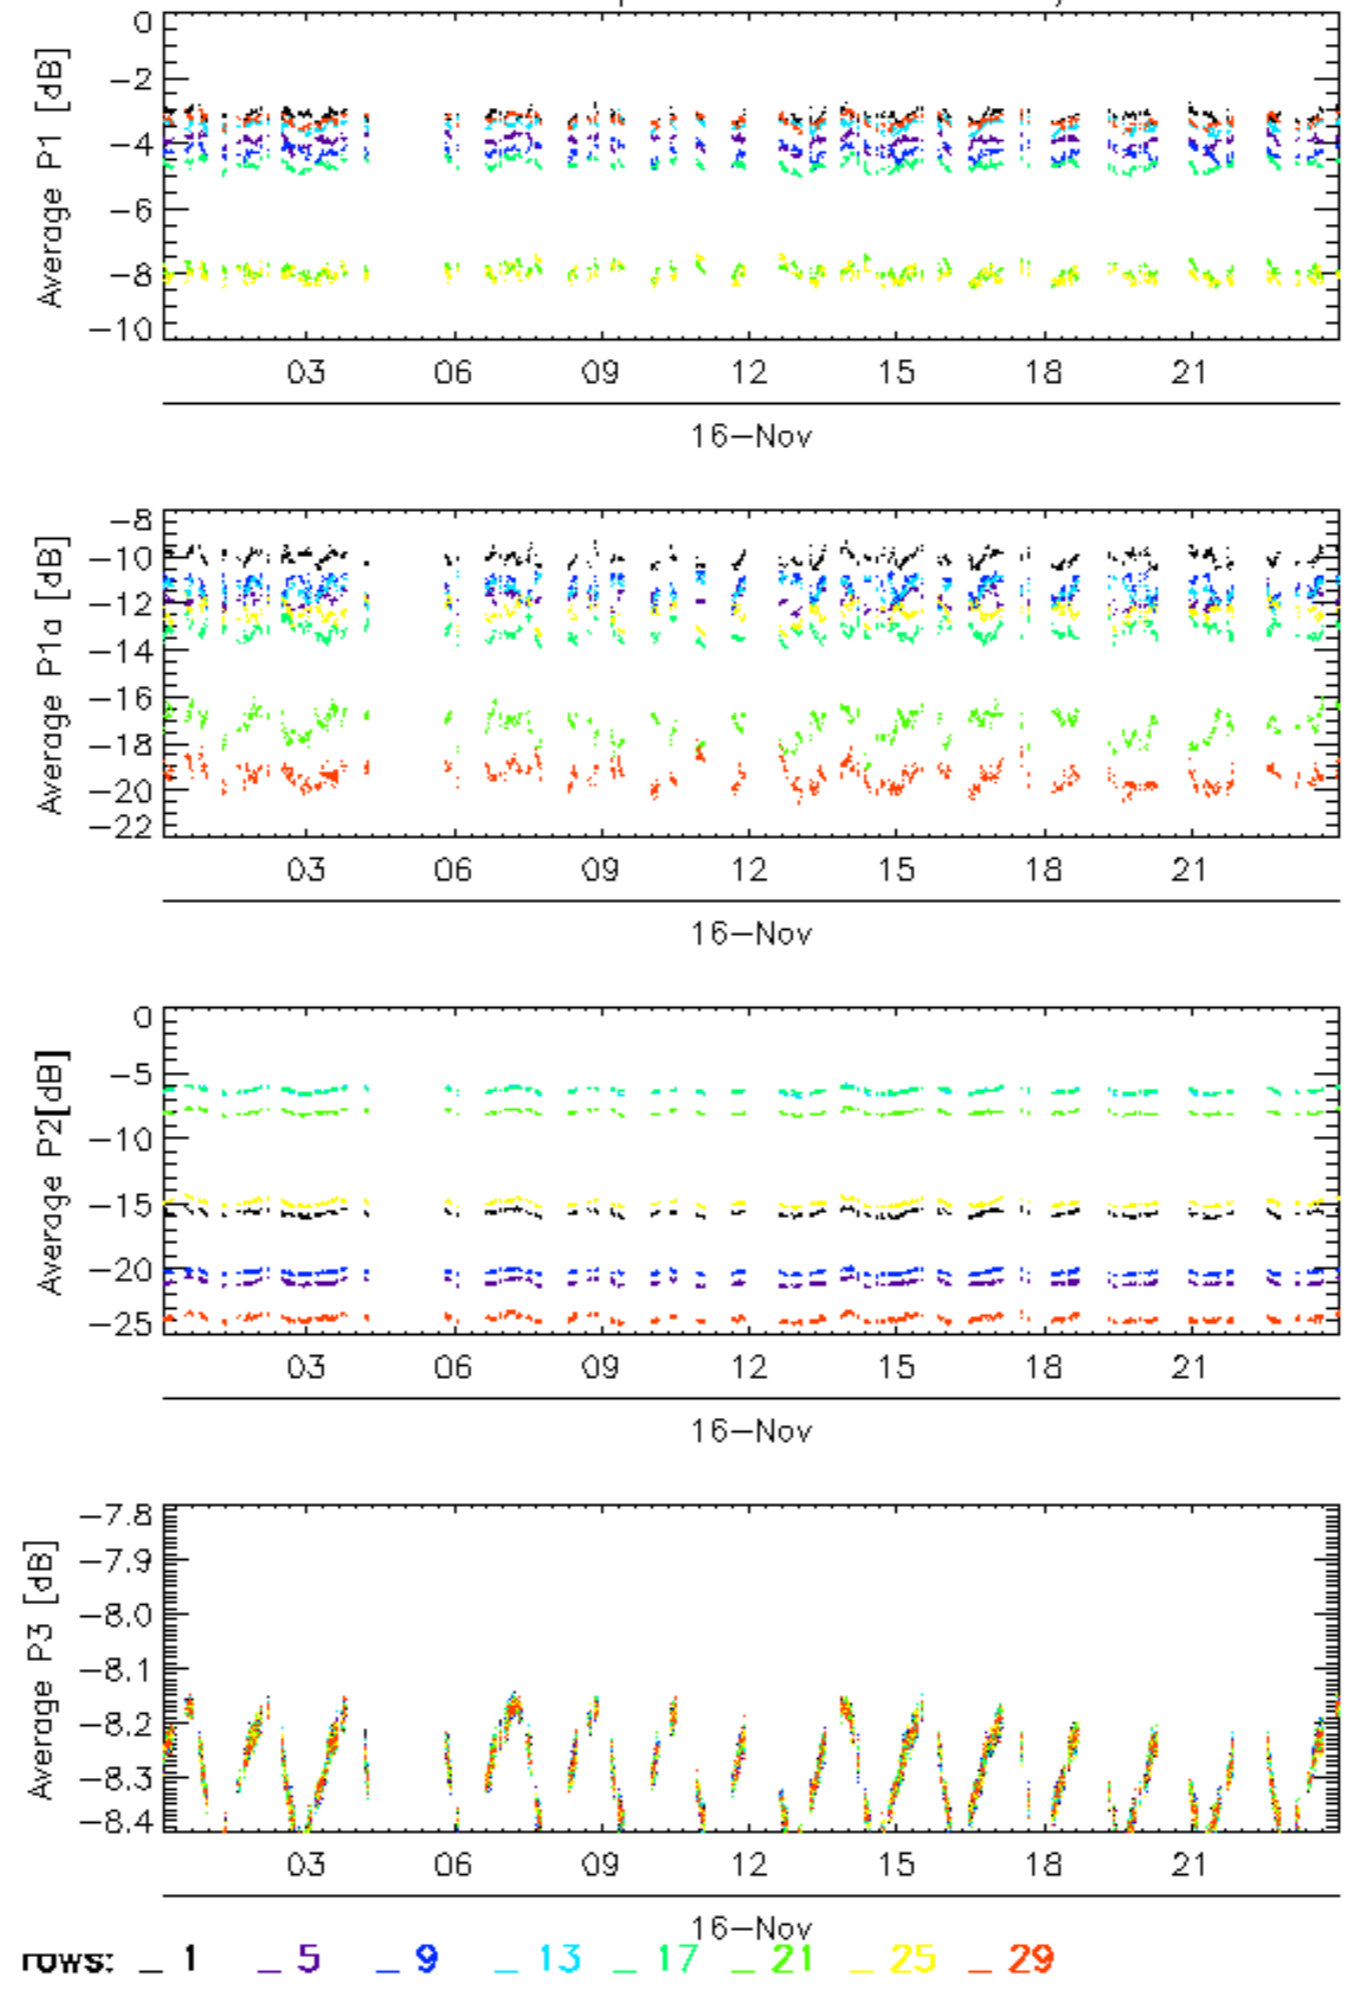 0
−2
−4
−6
−8
−10
Average P1 [dB]
03 06 09 12 15 18 21
16−Nov
−8
−10
−12
−14
−16
−18
−20
−22
Average P1a [dB]
03 06 09 12 15 18 21
16−Nov
0
−5
−10
−15
−20
−25
Average P2[dB]
03 06 09 12 15 18 21
16−Nov
−7.8
−7.9
−8.0
−8.1
−8.2
−8.3
−8.4
Average P3 [dB]
03 06 09 12 15 18 21
16−Nov
rows: _ 1 _ 5 _ 9 _ 13 _ 17 _ 21 _ 25 _ 29